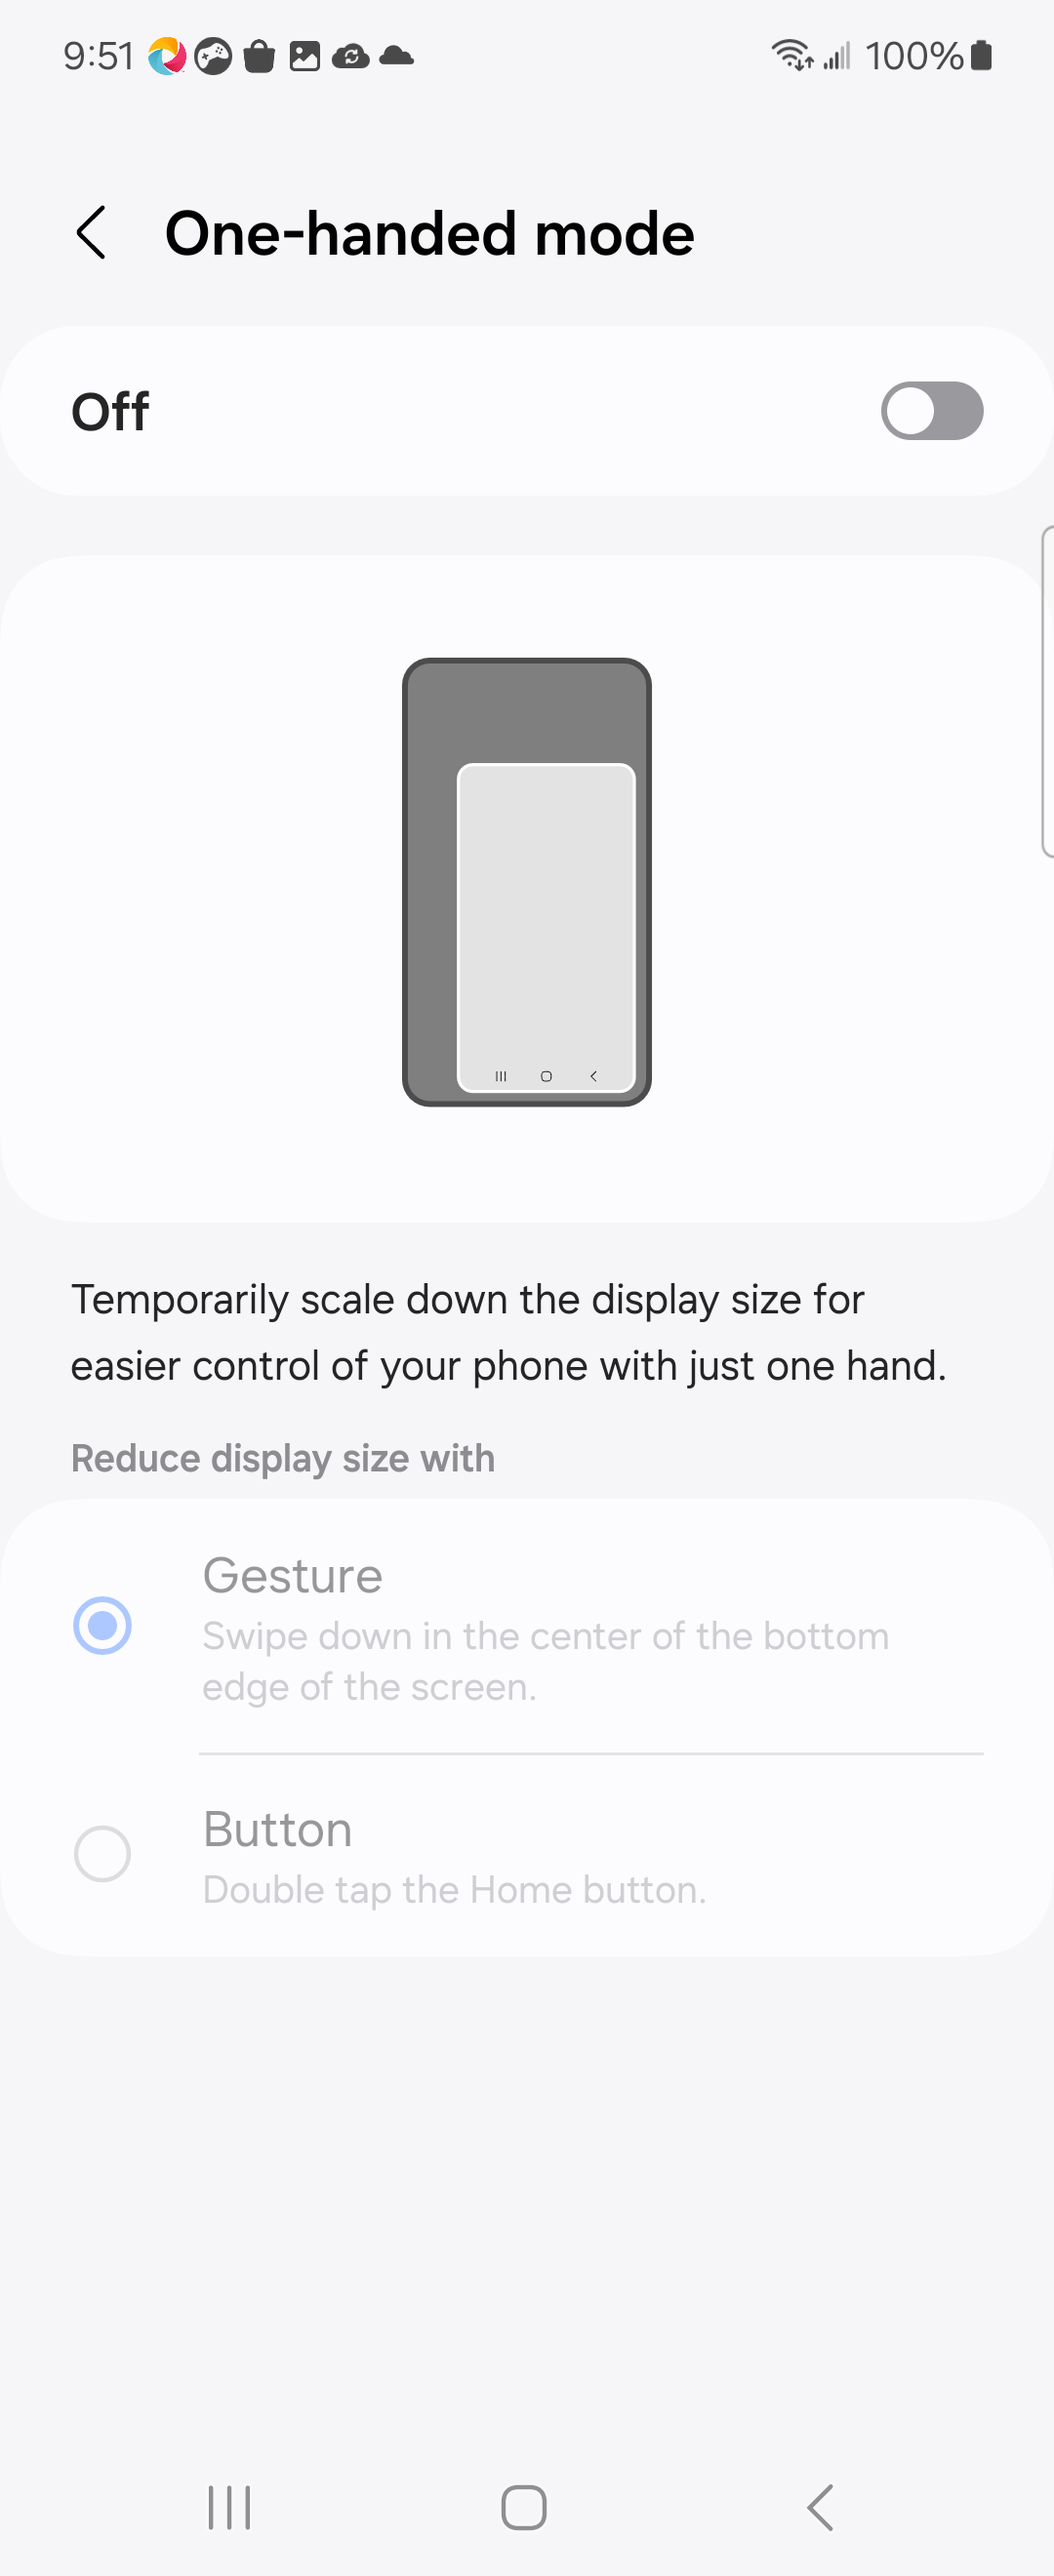 9:51
100%
One-handed mode
Off
Temporarily scale down the display size for
easier control of your phone with just one hand.
Reduce display size with
Gesture
Swipe down in the center of the bottom
edge of the screen.
Button
Double tap the Home button.